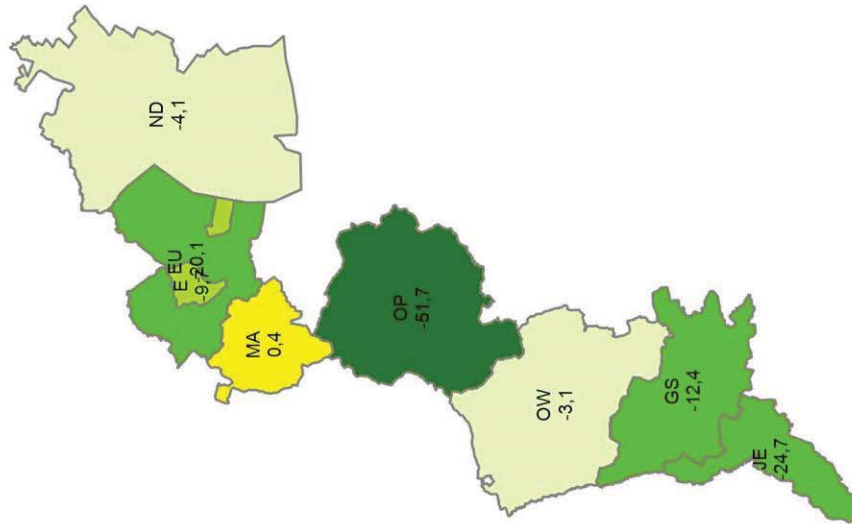 ND
-4,1
EU
-20,1
E
-9,7
MA
0,4
OP
-51,7
OW
-3,1
GS
-12,4
JE
-24,7